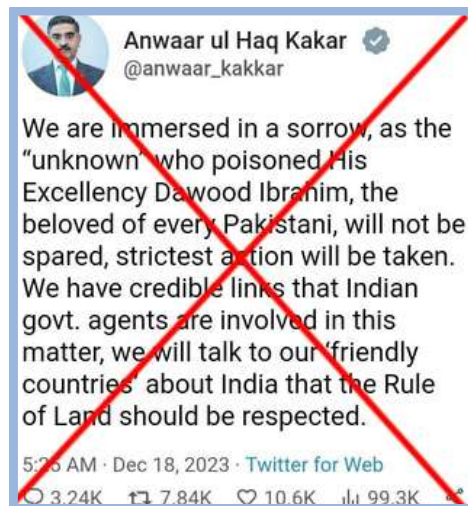 Anwaar ul Haq Kakar
@anwaar_kakkar
We are immersed in a sorrow, as the
“unknown” who poisoned His
Excellency Dawood Ibrahim, the
beloved of every Pakistani, will not be
spared, strictest action will be taken.
We have credible links that Indian
govt. agents are involved in this
matter, we will talk to our ‘friendly
countries’ about India that the Rule
of Land should be respected.
AM · Dec 18, 2023 · Twitter for Web
3.24K 7.84K 10.6K 99.3K